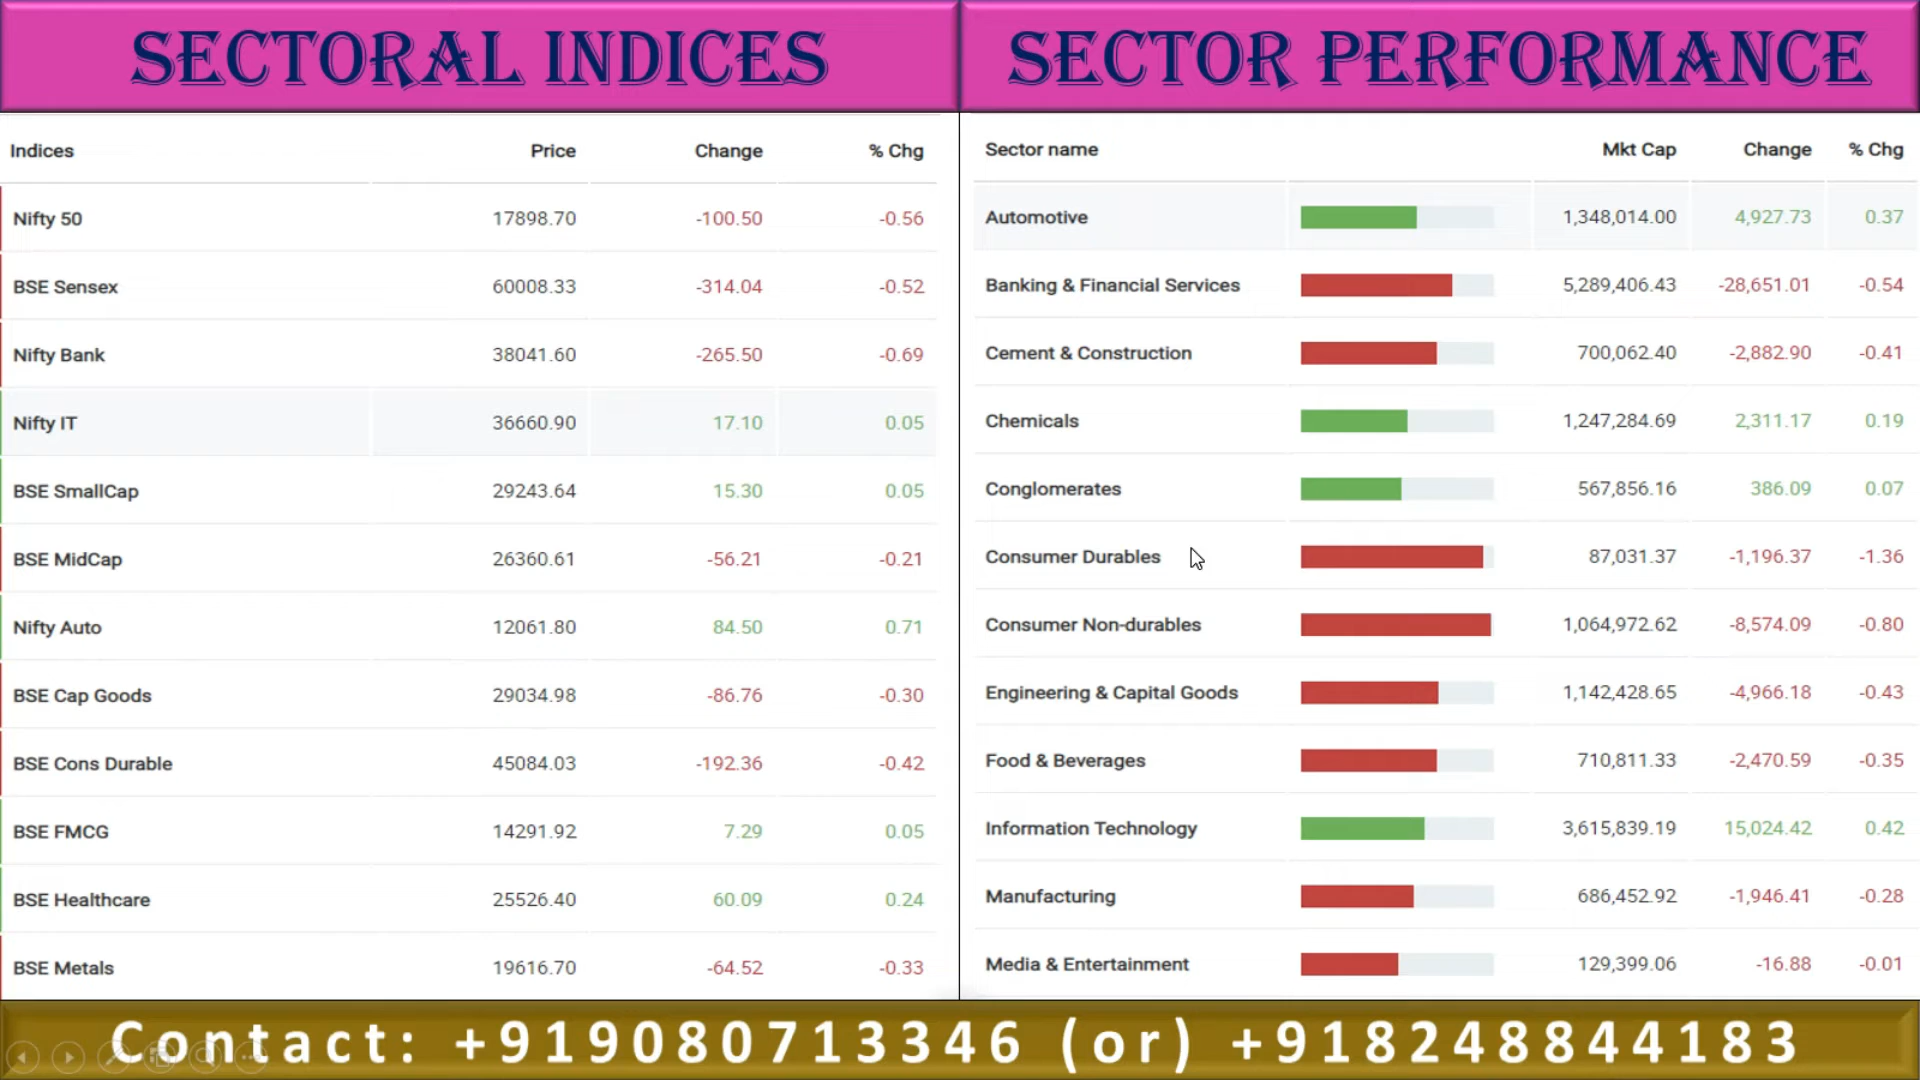 SECTORAL INDICES
Indices Price Change % Chg
Nifty 50 17898.70 -100.50 -0.56
BSE Sensex 60008.33 -314.04 -0.52
Nifty Bank 38041.60 -265.50 -0.69
Nifty IT 36660.90 17.10 0.05
BSE SmallCap 29243.64 15.30 0.05
BSE MidCap 26360.61 -56.21 -0.21
Nifty Auto 12061.80 84.50 0.71
BSE Cap Goods 29034.98 -86.76 -0.30
BSE Cons Durable 45084.03 -192.36 -0.42
BSE FMCG 14291.92 7.29 0.05
BSE Healthcare 25526.40 60.09 0.24
BSE Metals 19616.70 -64.52 -0.33
SECTOR PERFORMANCE
Sector name Mkt Cap Change % Chg
Automotive 1,348,014.00 4,927.73 0.37
Banking & Financial Services 5,289,406.43 -28,651.01 -0.54
Cement & Construction 700,062.40 -2,882.90 -0.41
Chemicals 1,247,284.69 2,311.17 0.19
Conglomerates 567,856.16 386.09 0.07
Consumer Durables 87,031.37 -1,196.37 -1.36
Consumer Non-durables 1,064,972.62 -8,574.09 -0.80
Engineering & Capital Goods 1,142,428.65 -4,966.18 -0.43
Food & Beverages 710,811.33 -2,470.59 -0.35
Information Technology 3,615,839.19 15,024.42 0.42
Manufacturing 686,452.92 -1,946.41 -0.28
Media & Entertainment 129,399.06 -16.88 -0.01
Contact: +919080713346 (or) +918248844183